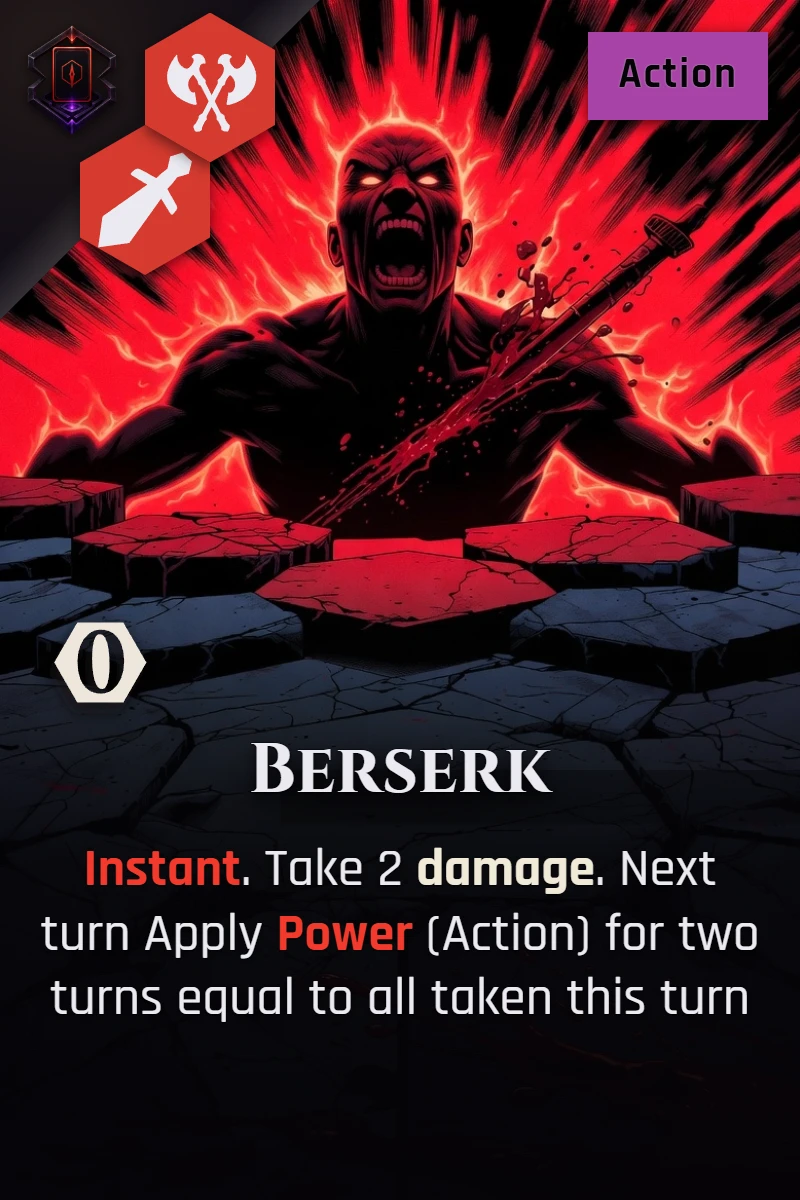 Action
0
Berserk
Instant. Take 2 damage. Next
turn Apply Power (Action) for two
turns equal to all taken this turn